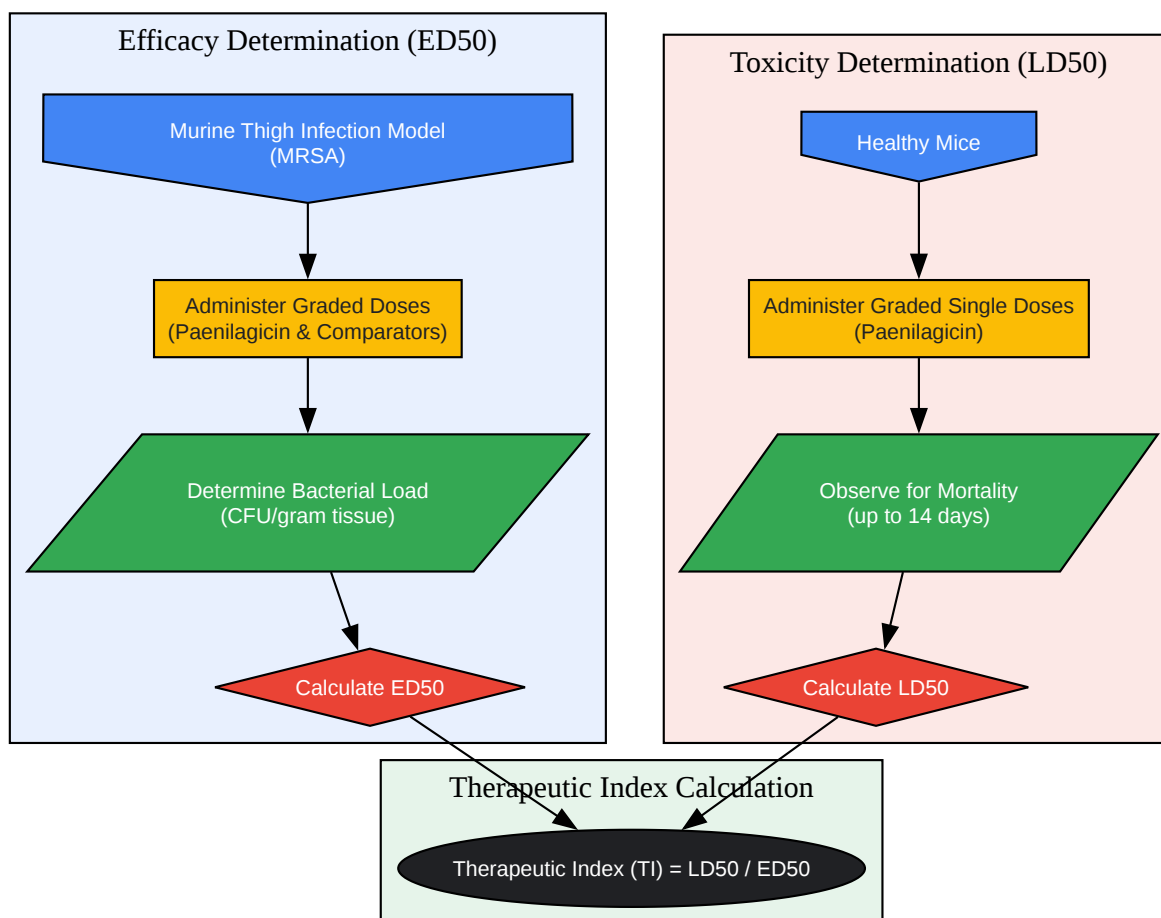 Efficacy Determination (ED50)
Murine Thigh Infection Model
(MRSA)
Administer Graded Doses
(Paenilagicin & Comparators)
Determine Bacterial Load
(CFU/gram tissue)
Calculate ED50
Toxicity Determination (LD50)
Healthy Mice
Administer Graded Single Doses
(Paenilagicin)
Observe for Mortality
(up to 14 days)
Calculate LD50
Therapeutic Index Calculation
Therapeutic Index (TI) = LD50 / ED50